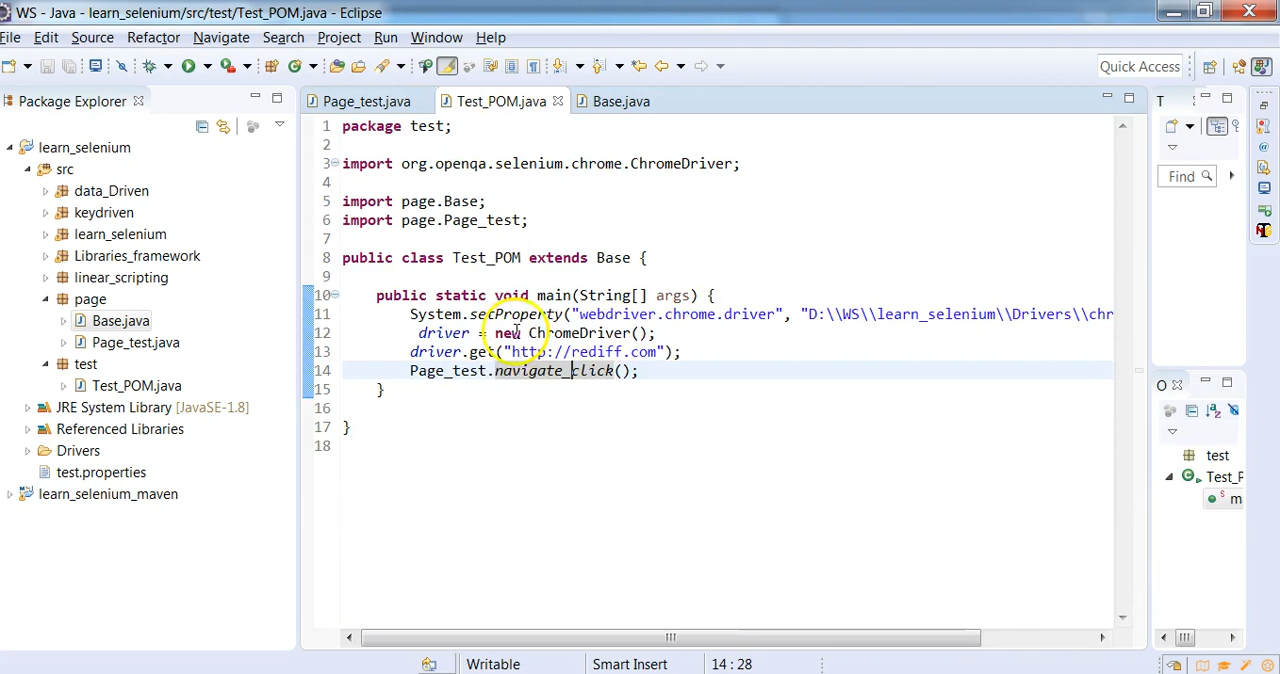 WS - Java - learn_selenium/src/test/Test_POM.java - Eclipse
File Edit Source Refactor Navigate Search Project Run Window Help
Quick Access
Package Explorer
learn_selenium
src
data_Driven
keydriven
learn_selenium
Libraries_framework
linear_scripting
page
Base.java
Page_test.java
test
Test_POM.java
JRE System Library [JavaSE-1.8]
Referenced Libraries
Drivers
test.properties
learn_selenium_maven
Page_test.java Test_POM.java Base.java
1 package test;
2
3 import org.openqa.selenium.chrome.ChromeDriver;
4
5 import page.Base;
6 import page.Page_test;
7
8 public class Test_POM extends Base {
9
10 public static void main(String[] args) {
11 System.setProperty("webdriver.chrome.driver", "D:\\WS\\learn_selenium\\Drivers\\chr
12 driver = new ChromeDriver();
13 driver.get("http://rediff.com");
14 Page_test.navigate_click();
15 }
16
17 }
18
T
Find
O
test
Test_P
S m
Writable Smart Insert 14 : 28